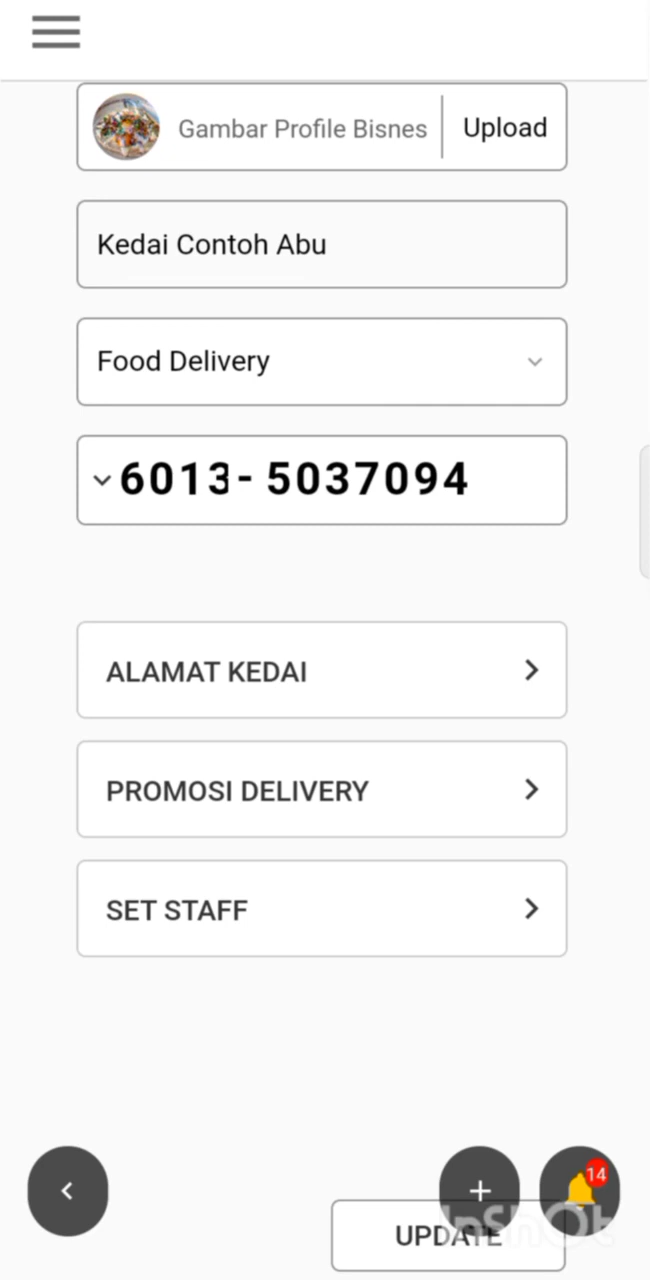 Gambar Profile Bisnes
Upload
Kedai Contoh Abu
Food Delivery
6013- 5037094
ALAMAT KEDAI
PROMOSI DELIVERY
SET STAFF
14
UPDATE
InShOt